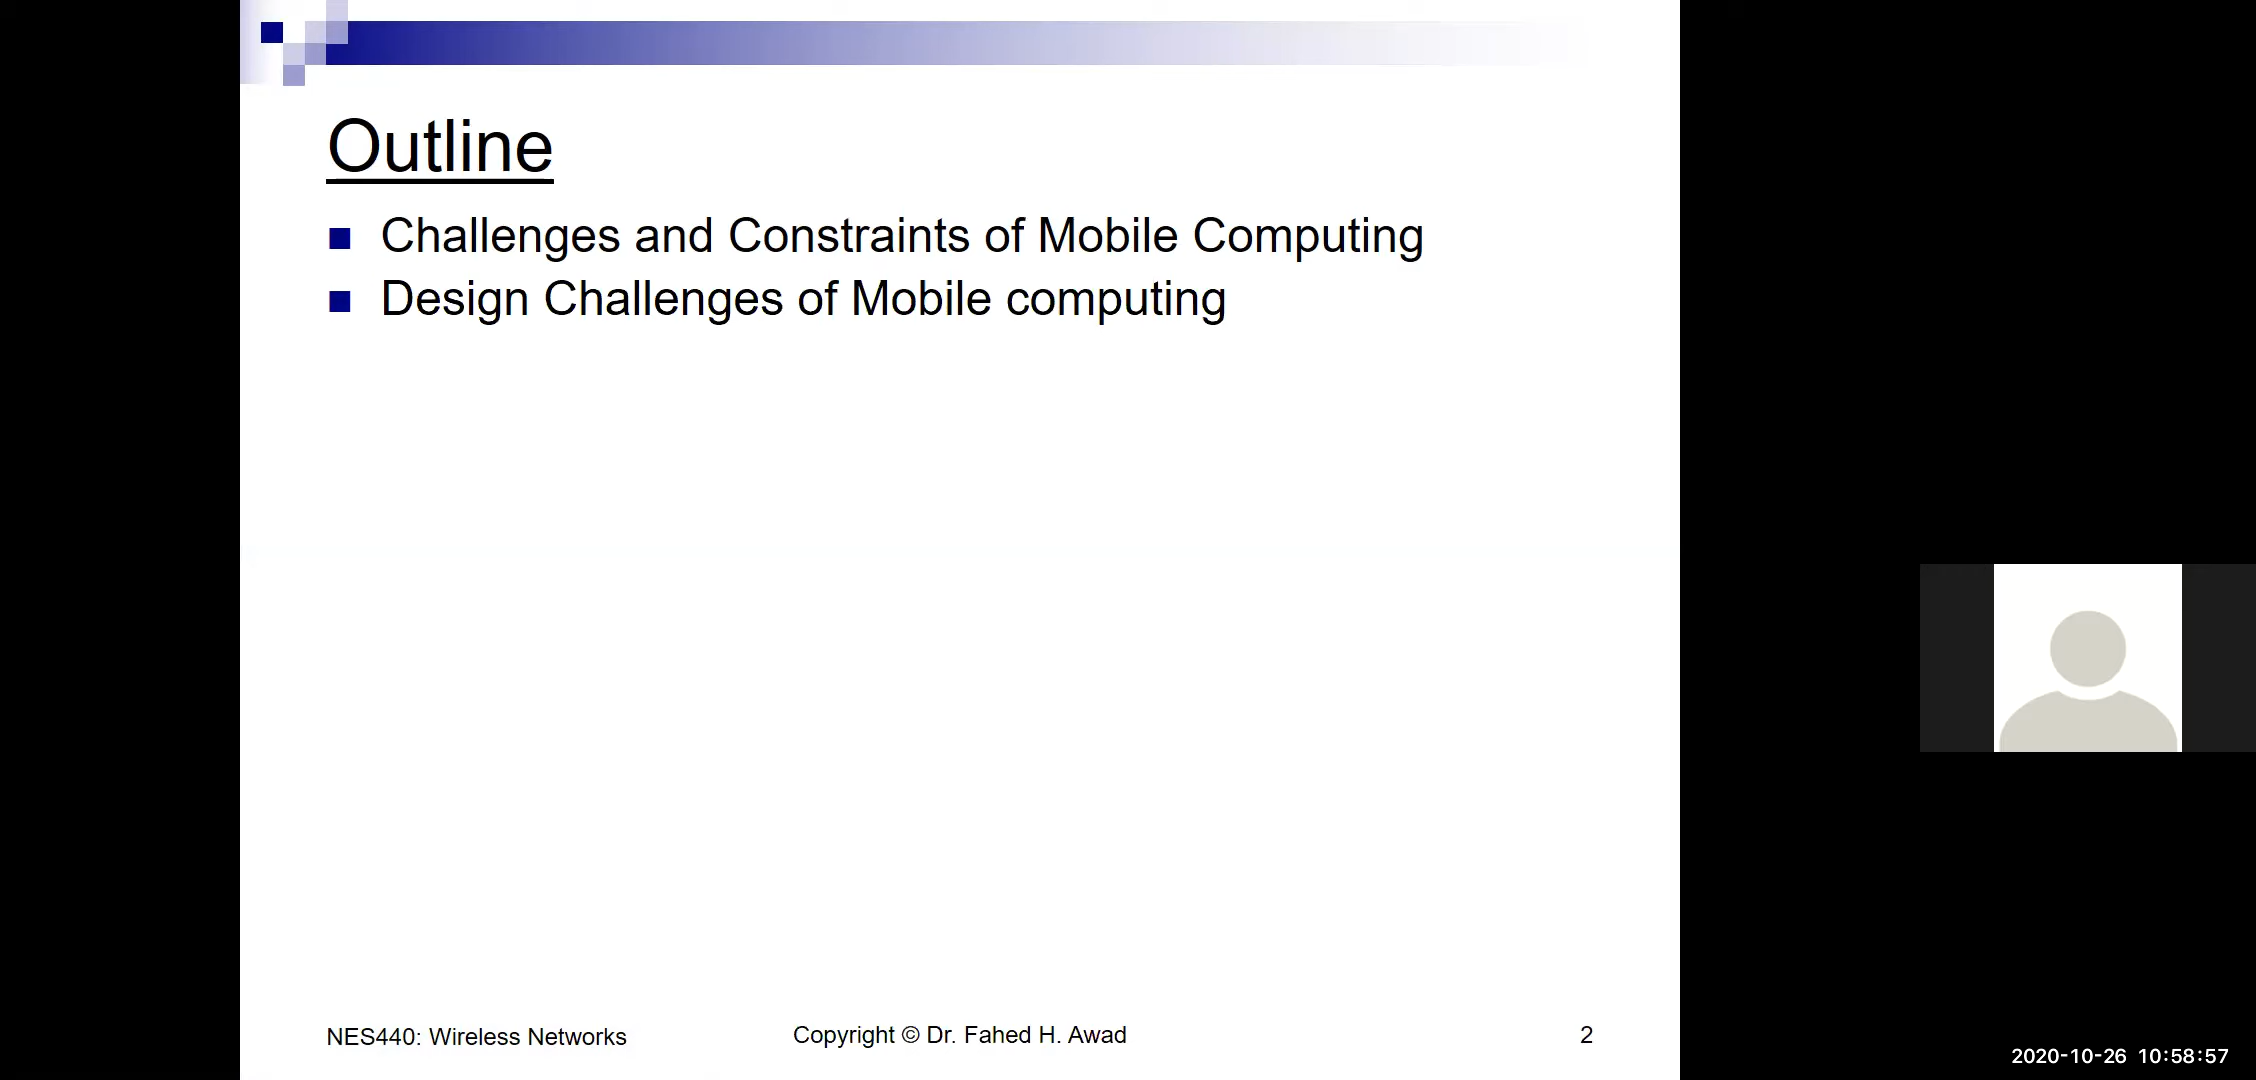 Outline
Challenges and Constraints of Mobile Computing
Design Challenges of Mobile computing
NES440: Wireless Networks
Copyright © Dr. Fahed H. Awad
2
2020-10-26 10:58:57